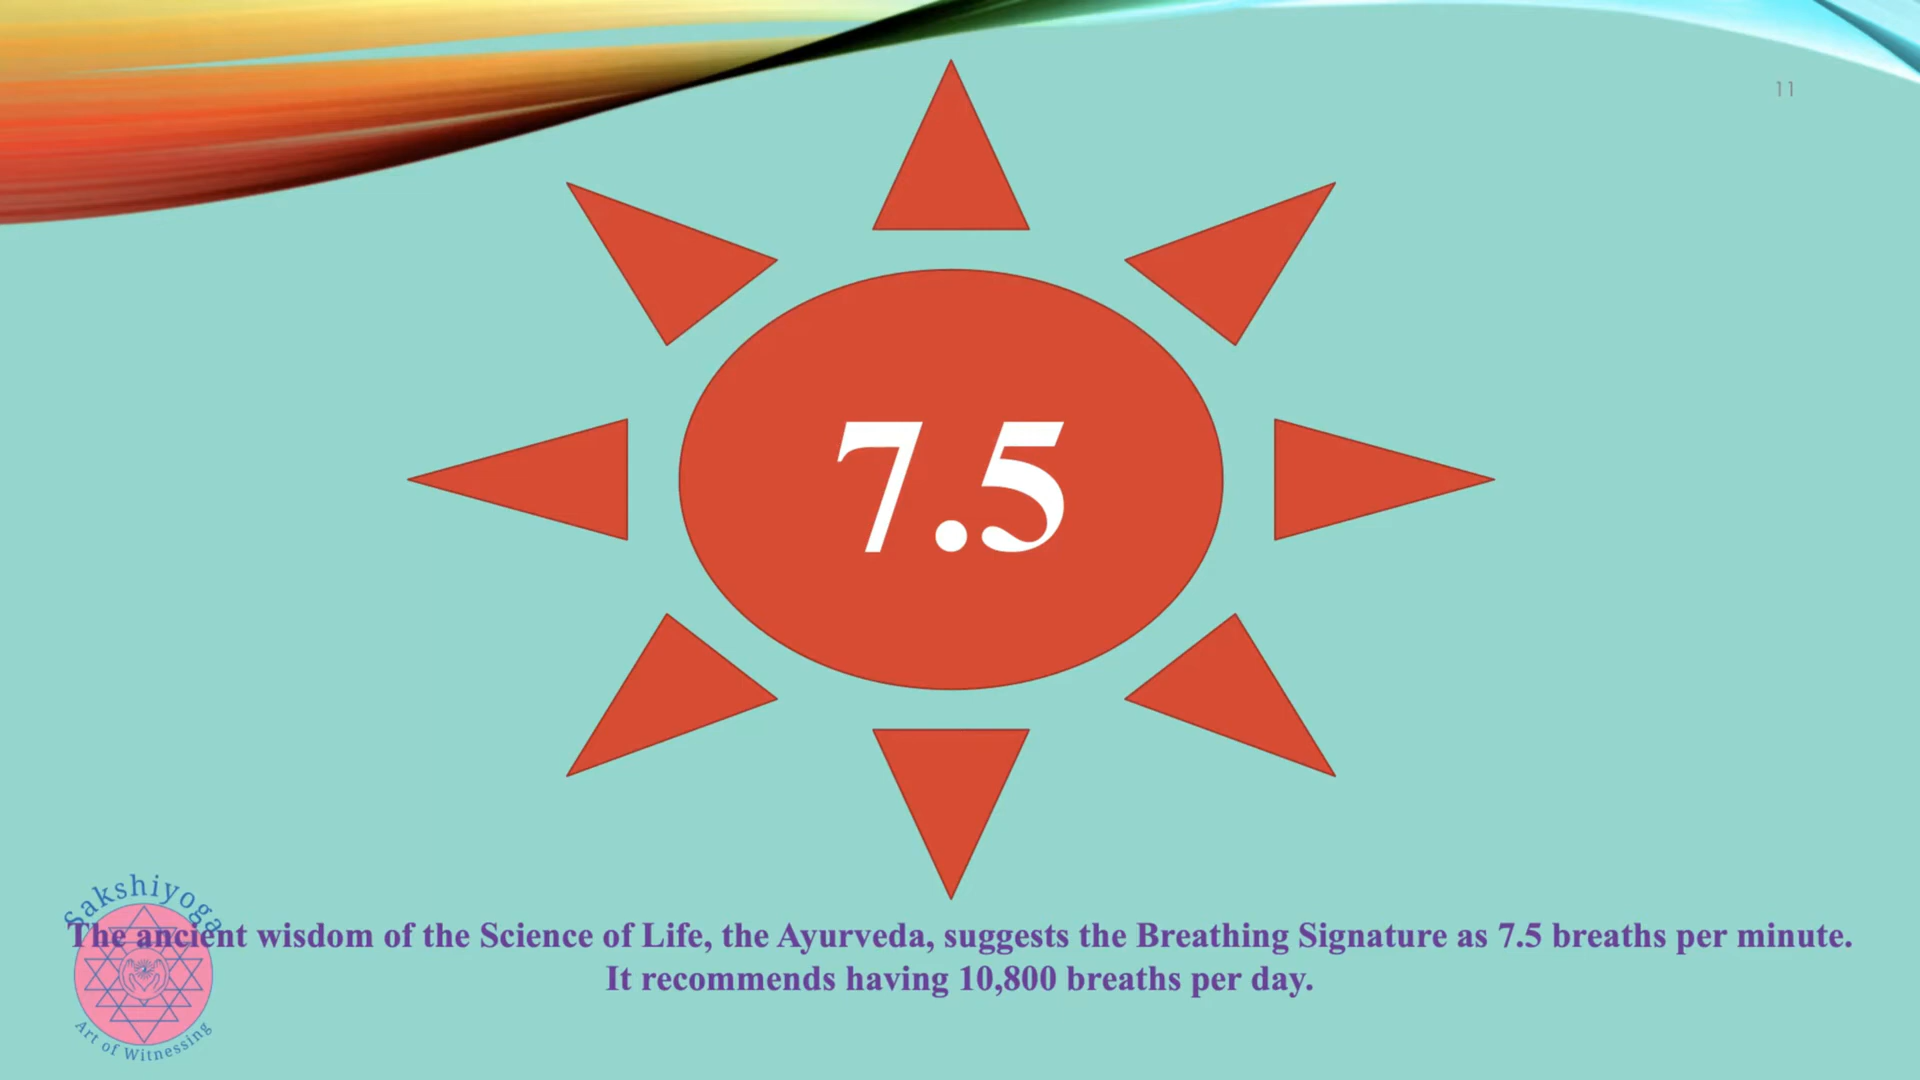 11
7.5
Sakshiyoga
The ancient wisdom of the Science of Life, the Ayurveda, suggests the Breathing Signature as 7.5 breaths per minute.
It recommends having 10,800 breaths per day.
Art of Witnessing